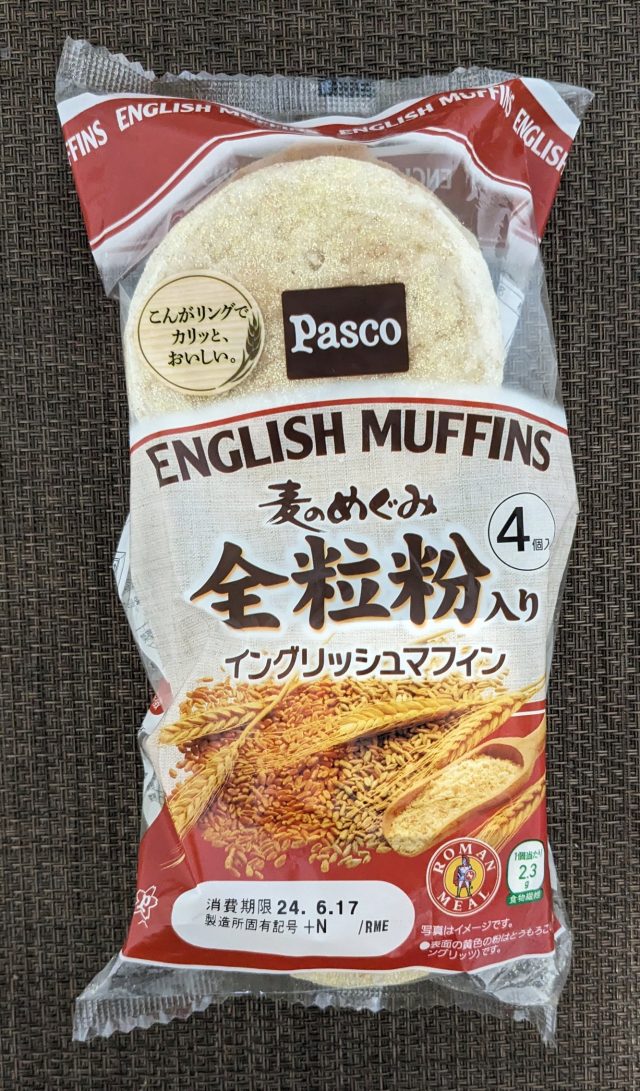 FINS ENGLISH MUFFINS ENGLISH MUFFINS ENGLISH
こんがリングで
カリッと、
おいしい。
Pasco
ENGLISH MUFFINS
麦のめぐみ
4個入
全粒粉入り
イングリッシュマフィン
ROMAN MEAL
1個当たり
2.3
g
食物繊維
消費期限 24. 6.17
製造所固有記号 +N /RME
写真はイメージです。
●表面の黄色の粉はとうもろこ
ングリッツ)です。